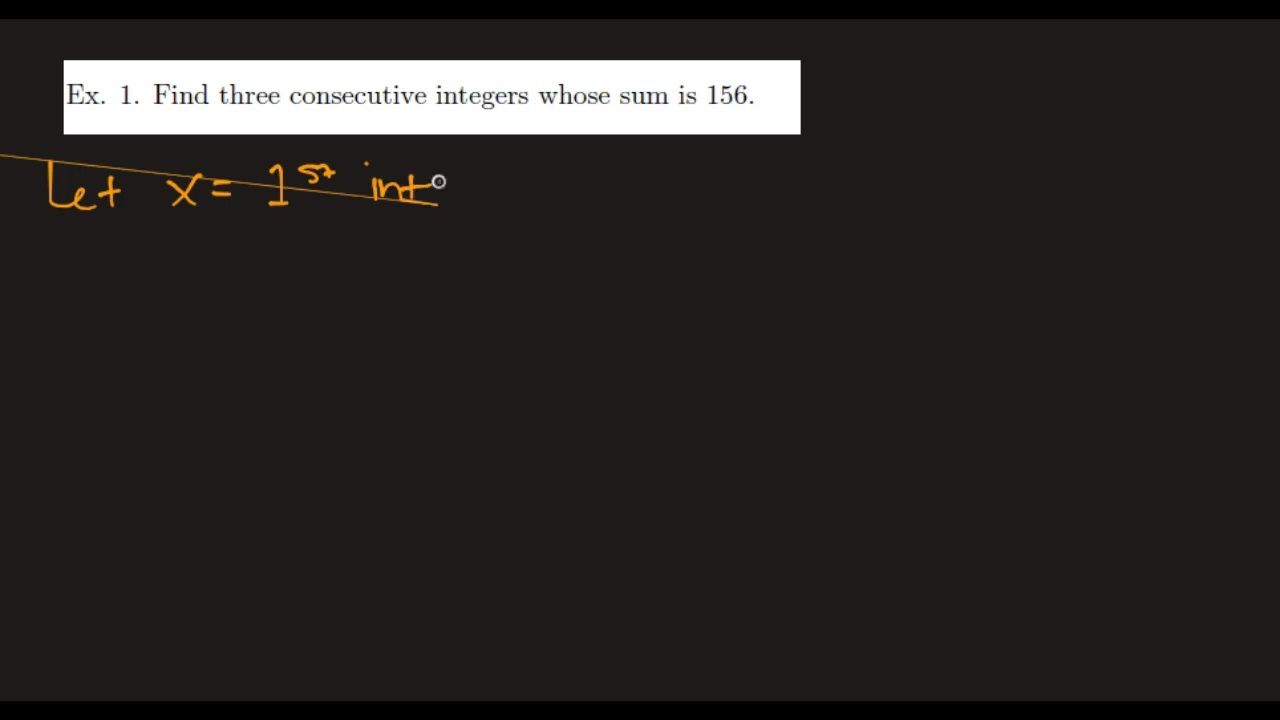 Ex. 1. Find three consecutive integers whose sum is 156.
Let x = 1st int